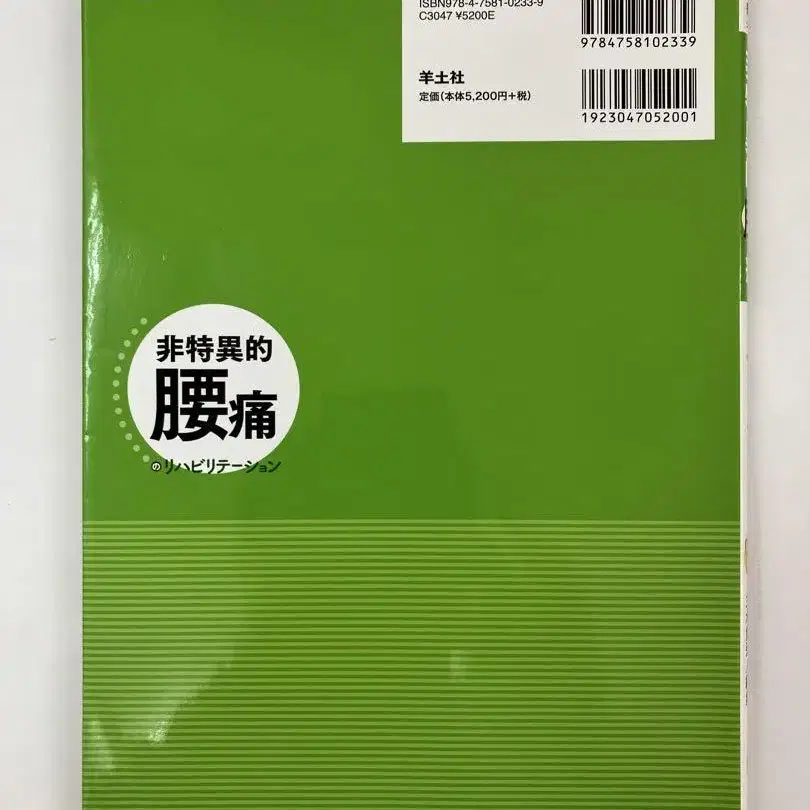 ISBN978-4-7581-0233-9
C3047 ¥5200E
9784758102339
羊土社
定価(本体5,200円+税)
1923047052001
非特異的
腰痛
のリハビリテーション